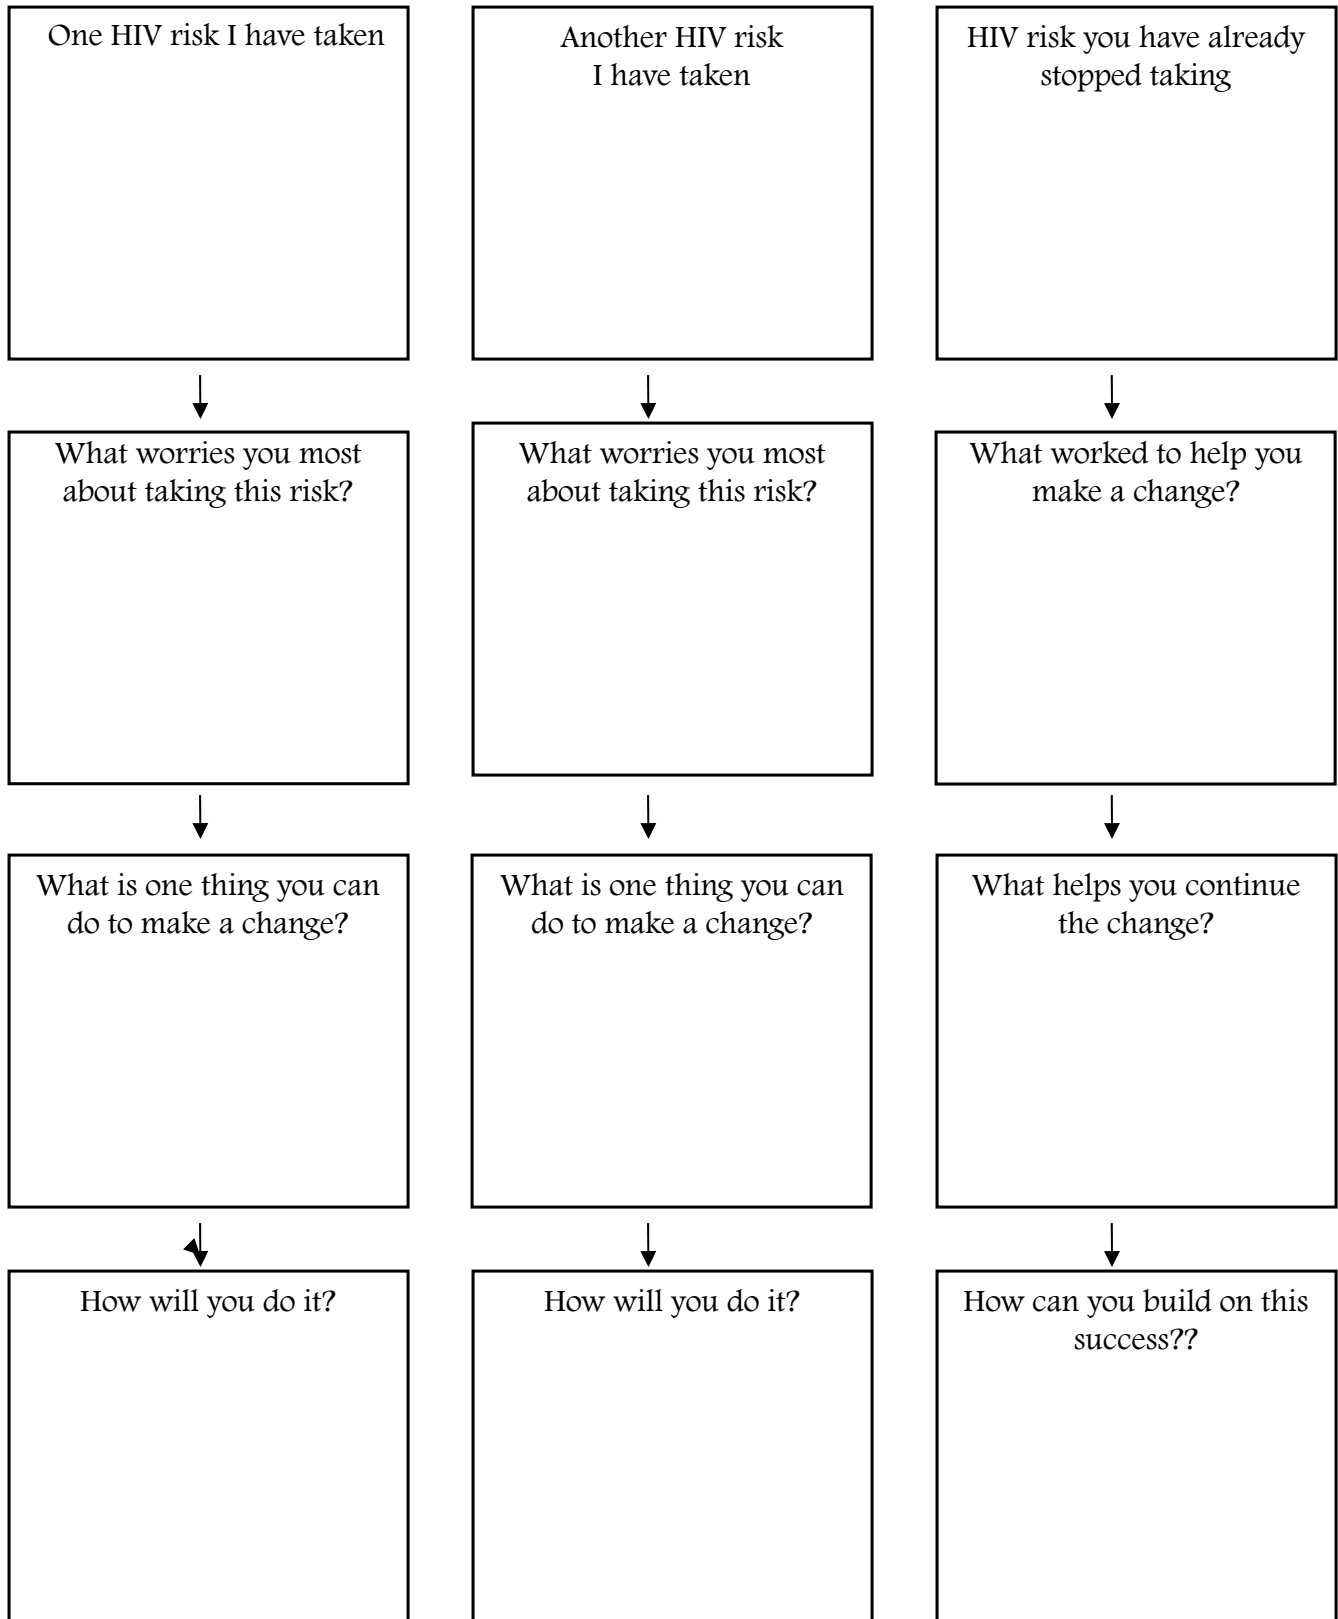 One HIV risk I have taken
Another HIV risk
I have taken
HIV risk you have already
stopped taking
What worries you most
about taking this risk?
What worries you most
about taking this risk?
What worked to help you
make a change?
What is one thing you can
do to make a change?
What is one thing you can
do to make a change?
What helps you continue
the change?
How will you do it?
How will you do it?
How can you build on this
success??